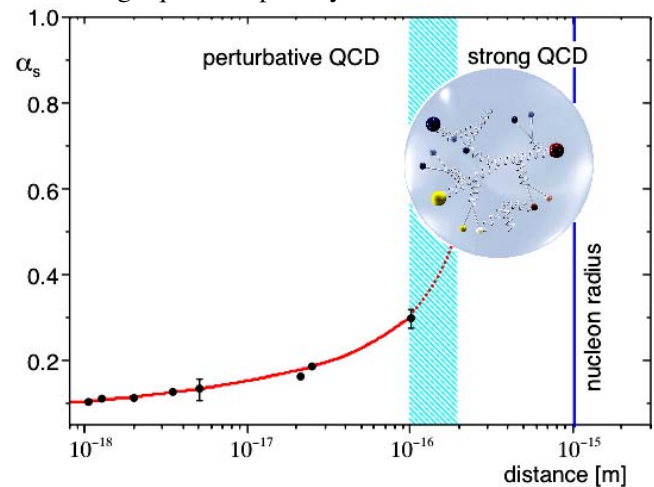 perturbative QCD
strong QCD
αs
1.0
0.8
0.6
0.4
0.2
nucleon radius
10-18
10-17
10-16
10-15
distance [m]